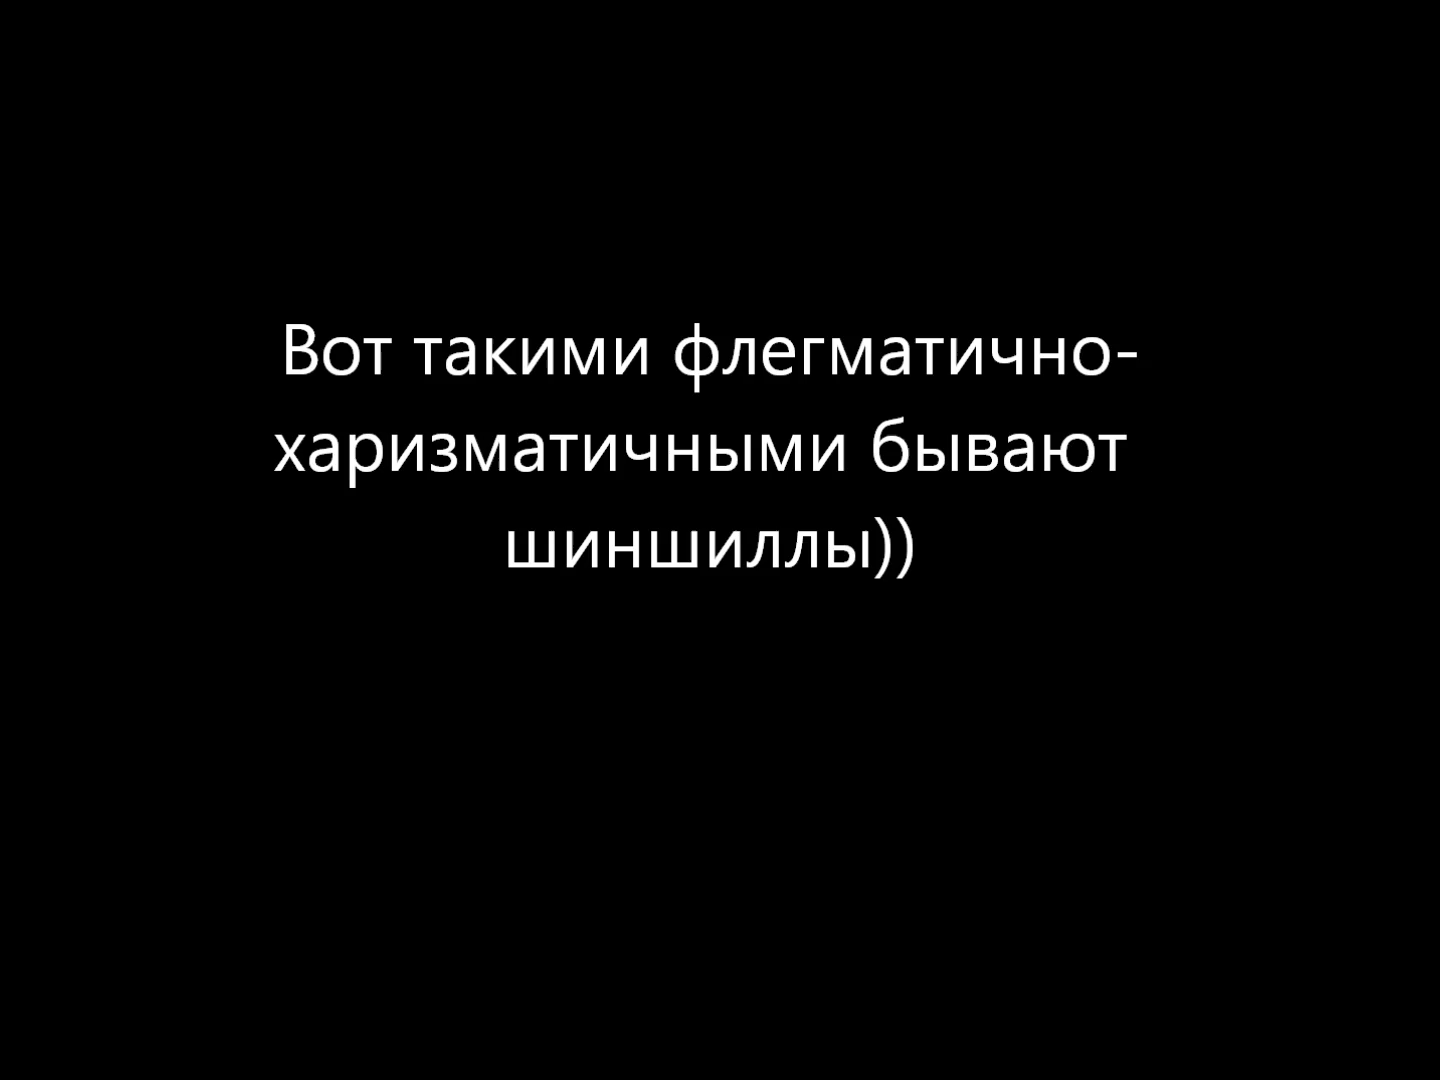 Вот такими флегматично-
харизматичными бывают
шиншиллы))